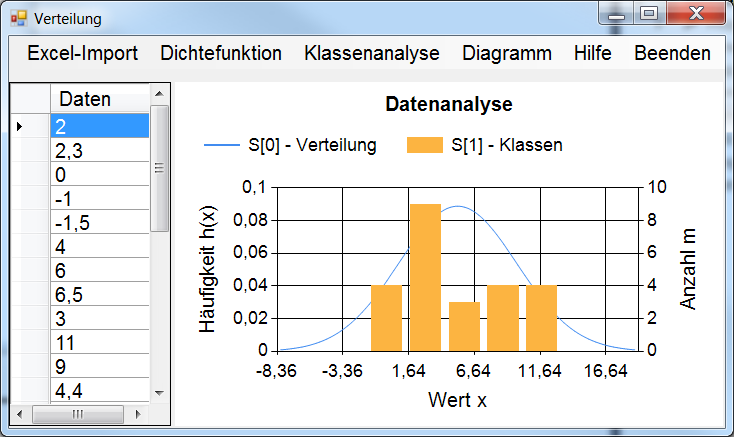 Verteilung
Excel-Import Dichtefunktion Klassenanalyse Diagramm Hilfe Beenden
Daten
2
2,3
0
-1
-1,5
4
6
6,5
3
11
9
4,4
Datenanalyse
S[0] - Verteilung S[1] - Klassen
Häufigkeit h(x)
0,1
0,08
0,06
0,04
0,02
0
10
8
6
4
2
0
Anzahl m
-8,36 -3,36 1,64 6,64 11,64 16,64
Wert x